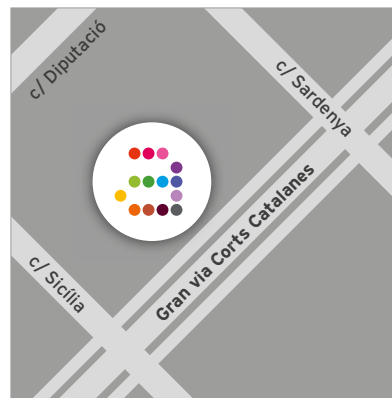 c/ Diputació
c/ Sardenya
Gran via Corts Catalanes
c/ Sicília